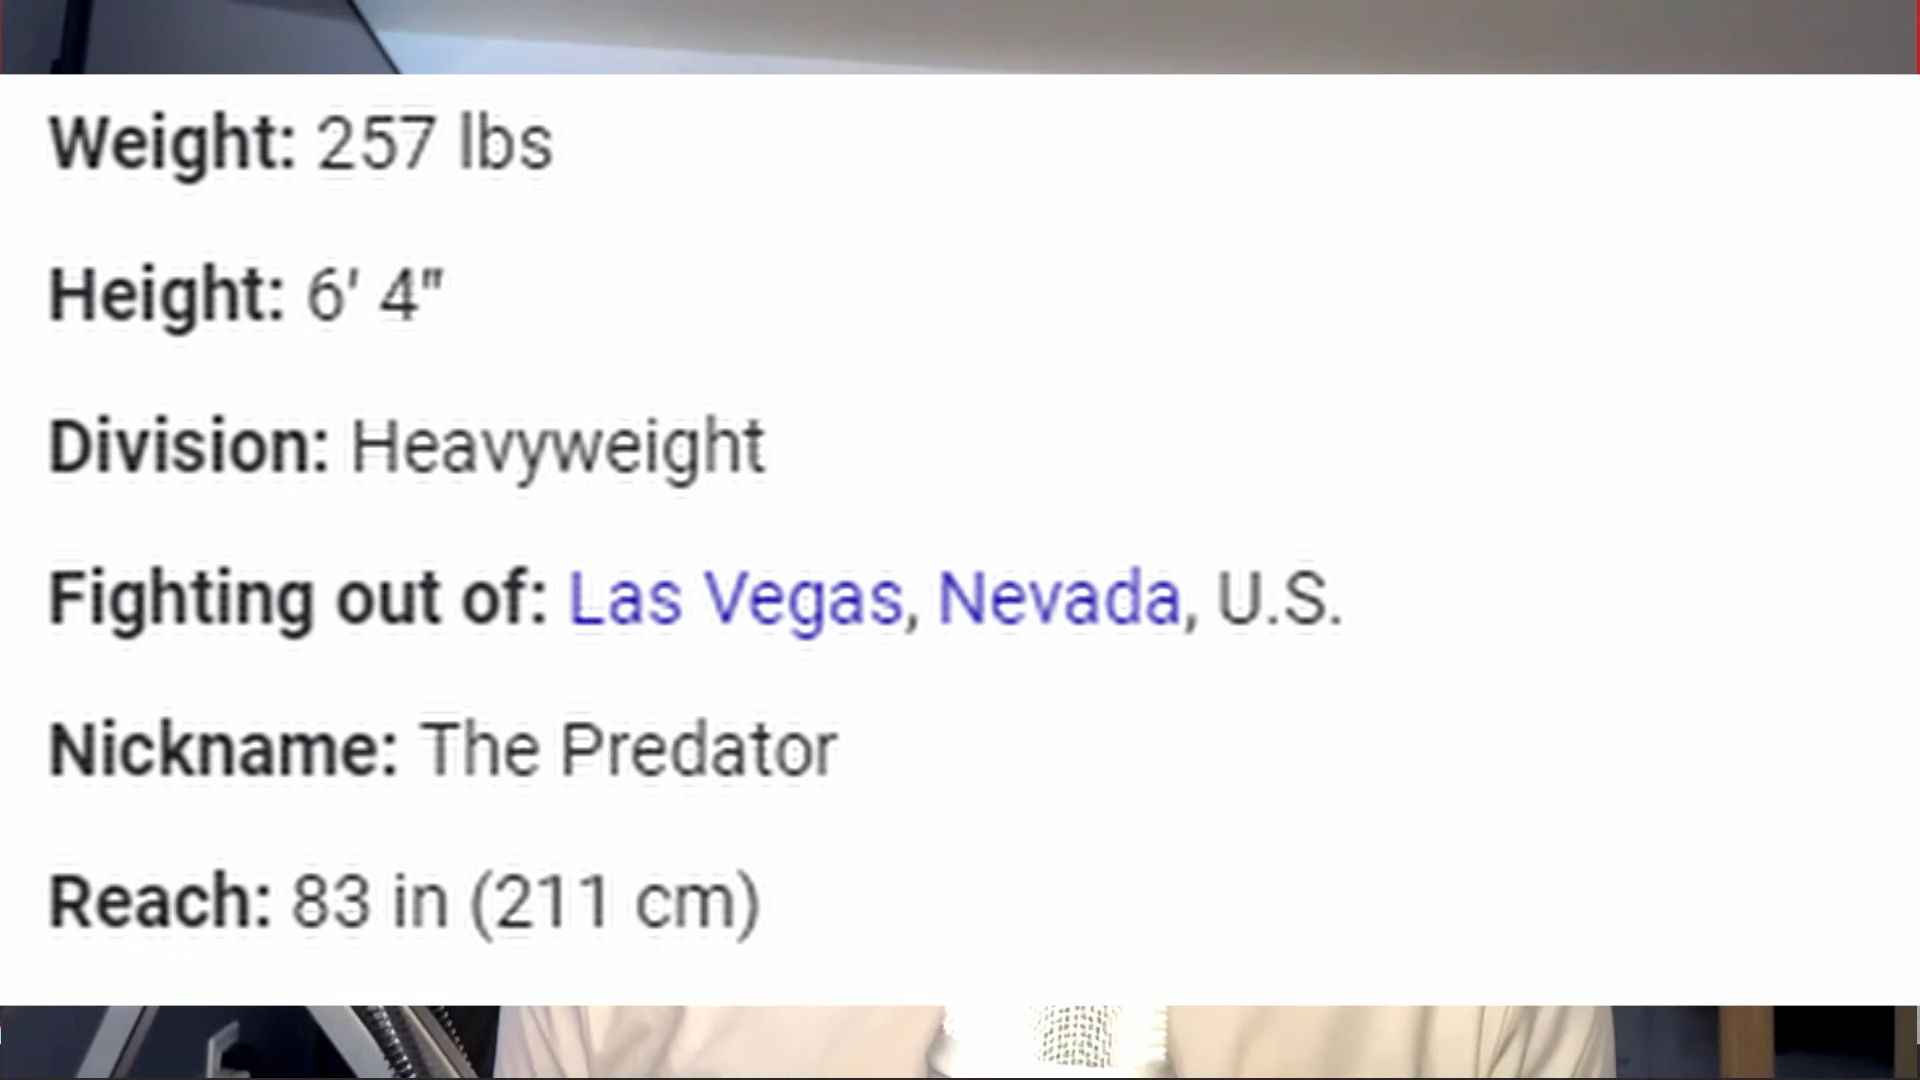 Weight: 257 lbs
Height: 6′ 4″
Division: Heavyweight
Fighting out of: Las Vegas, Nevada, U.S.
Nickname: The Predator
Reach: 83 in (211 cm)